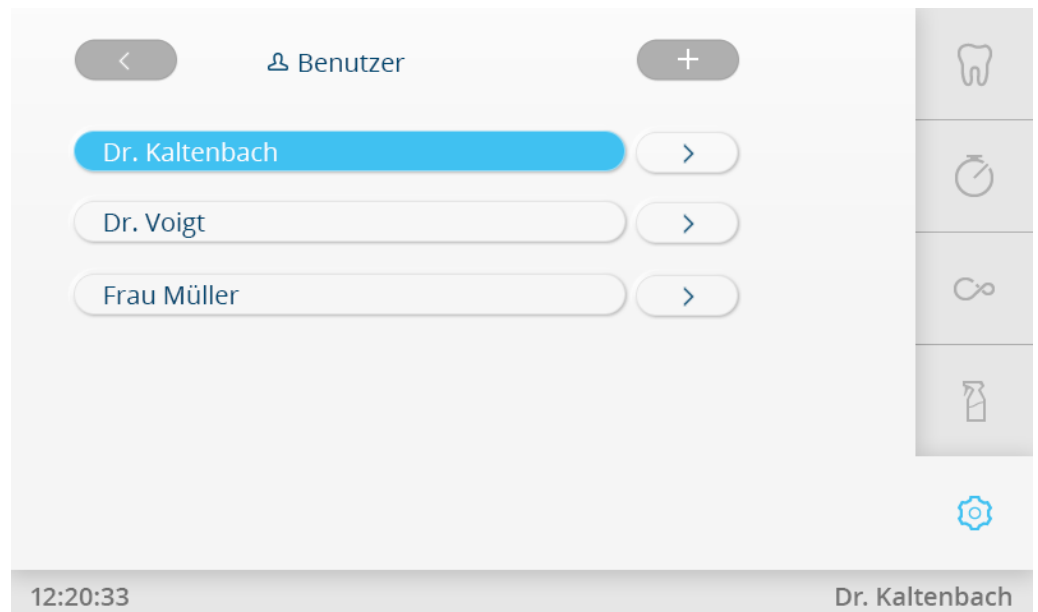 Benutzer
Dr. Kaltenbach
Dr. Voigt
Frau Müller
12:20:33
Dr. Kaltenbach